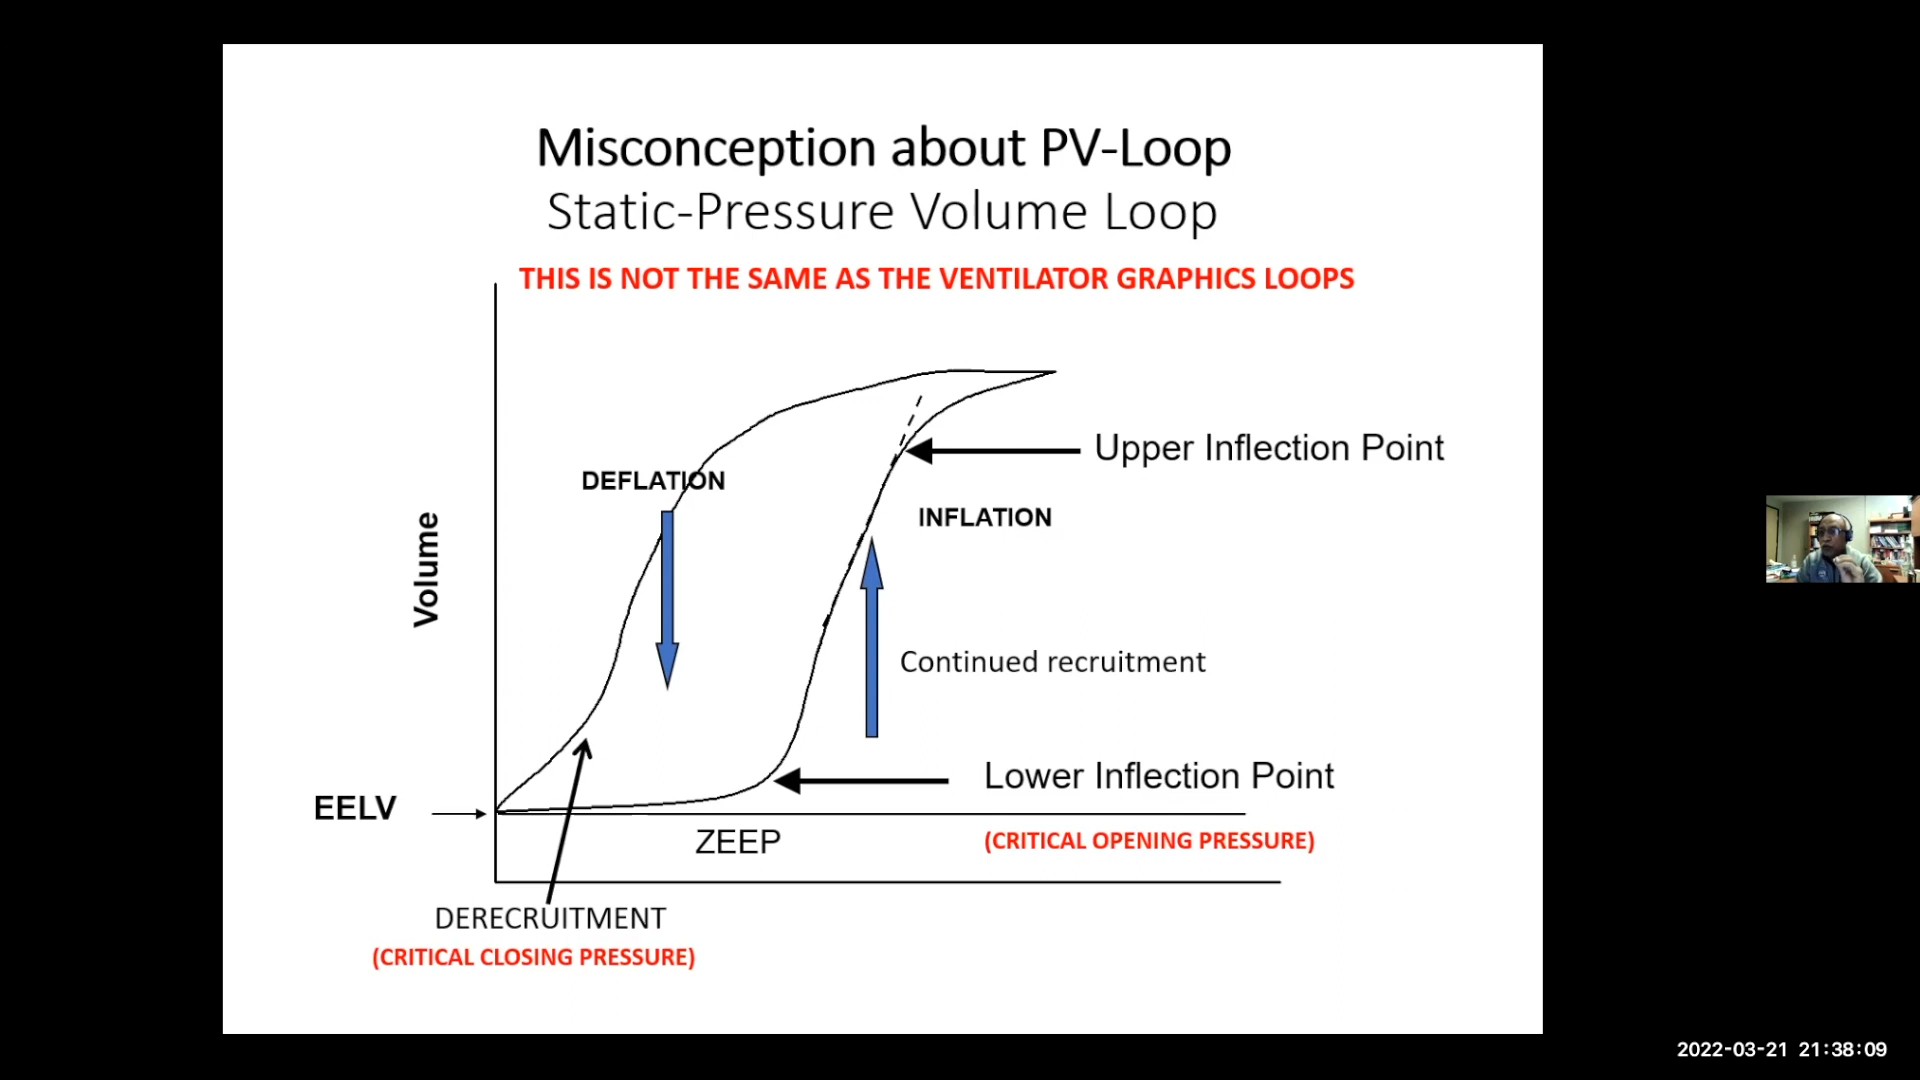 Misconception about PV-Loop
Static-Pressure Volume Loop
THIS IS NOT THE SAME AS THE VENTILATOR GRAPHICS LOOPS
Upper Inflection Point
DEFLATION
INFLATION
Volume
Continued recruitment
Lower Inflection Point
EELV
ZEEP
(CRITICAL OPENING PRESSURE)
DERECRUITMENT
(CRITICAL CLOSING PRESSURE)
2022-03-21 21:38:09